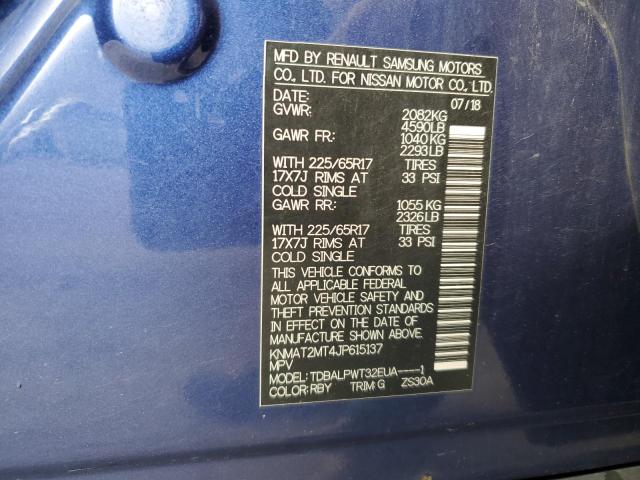 MFD BY RENAULT SAMSUNG MOTORS
CO., LTD. FOR NISSAN MOTOR CO., LTD.
DATE: 07/18
GVWR: 2082KG
4590LB
GAWR FR: 1040KG
2293LB
WITH 225/65R17 TIRES
17X7J RIMS AT 33 PSI
COLD SINGLE
GAWR RR: 1055KG
2326LB
WITH 225/65R17 TIRES
17X7J RIMS AT 33 PSI
COLD SINGLE
THIS VEHICLE CONFORMS TO
ALL APPLICABLE FEDERAL
MOTOR VEHICLE SAFETY AND
THEFT PREVENTION STANDARDS
IN EFFECT ON THE DATE OF
MANUFACTURE SHOWN ABOVE.
KNMAT2MT4JP615137
MPV
MODEL: TDBALPWT32EUA----1
COLOR: RBY TRIM: G ZS30A